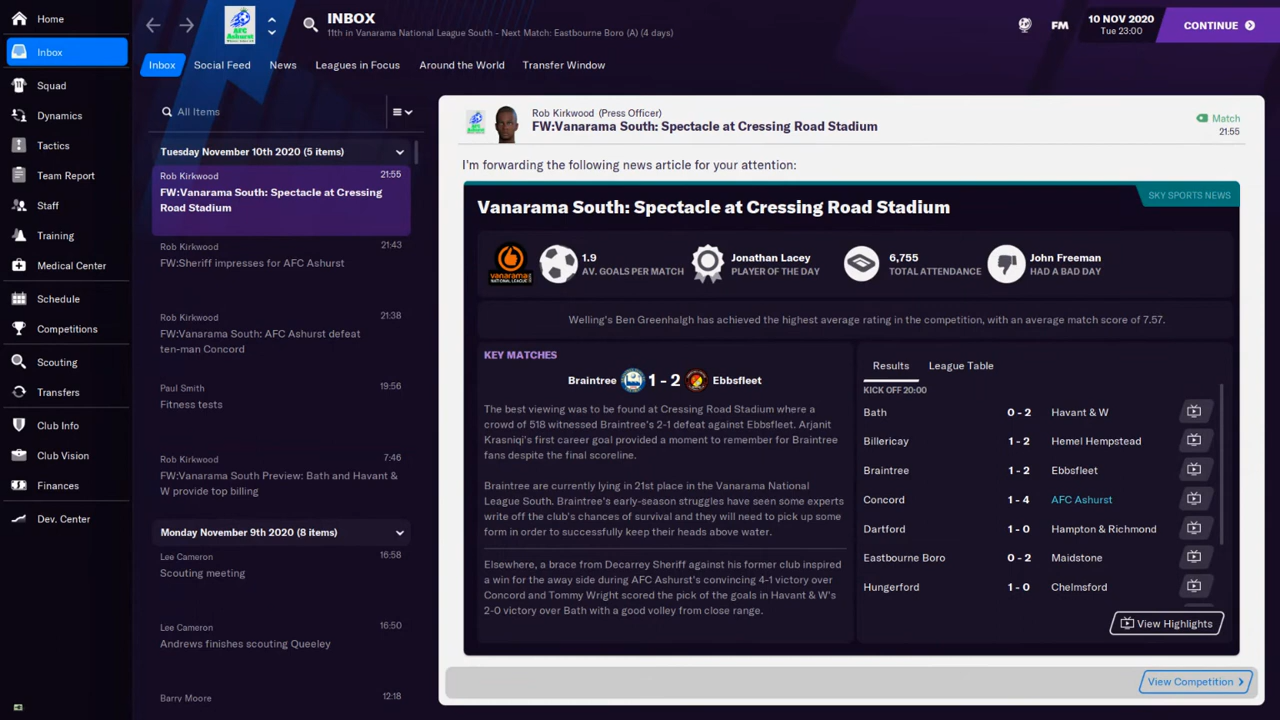 Home
Inbox
Squad
Dynamics
Tactics
Team Report
Staff
Training
Medical Center
Schedule
Competitions
Scouting
Transfers
Club Info
Club Vision
Finances
Dev. Center
INBOX
11th in Vanarama National League South - Next Match: Eastbourne Boro (A) (4 days)
FM
10 NOV 2020
Tue 23:00
CONTINUE
Inbox
Social Feed
News
Leagues in Focus
Around the World
Transfer Window
All Items
Tuesday November 10th 2020 (5 items)
Rob Kirkwood 21:55
FW:Vanarama South: Spectacle at Cressing
Road Stadium
Rob Kirkwood 21:43
FW:Sheriff impresses for AFC Ashurst
Rob Kirkwood 21:38
FW:Vanarama South: AFC Ashurst defeat
ten-man Concord
Paul Smith 19:56
Fitness tests
Rob Kirkwood 7:46
FW:Vanarama South Preview: Bath and Havant &
W provide top billing
Monday November 9th 2020 (8 items)
Lee Cameron 16:58
Scouting meeting
Lee Cameron 16:50
Andrews finishes scouting Queeley
Barry Moore 12:18
Rob Kirkwood (Press Officer)
FW:Vanarama South: Spectacle at Cressing Road Stadium
Match
21:55
I'm forwarding the following news article for your attention:
SKY SPORTS NEWS
Vanarama South: Spectacle at Cressing Road Stadium
1.9
AV. GOALS PER MATCH
Jonathan Lacey
PLAYER OF THE DAY
6,755
TOTAL ATTENDANCE
John Freeman
HAD A BAD DAY
Welling's Ben Greenhalgh has achieved the highest average rating in the competition, with an average match score of 7.57.
KEY MATCHES
Braintree 1 - 2 Ebbsfleet
The best viewing was to be found at Cressing Road Stadium where a
crowd of 518 witnessed Braintree's 2-1 defeat against Ebbsfleet. Arjanit
Krasniqi's first career goal provided a moment to remember for Braintree
fans despite the final scoreline.
Braintree are currently lying in 21st place in the Vanarama National
League South. Braintree's early-season struggles have seen some experts
write off the club's chances of survival and they will need to pick up some
form in order to successfully keep their heads above water.
Elsewhere, a brace from Decarrey Sheriff against his former club inspired
a win for the away side during AFC Ashurst's convincing 4-1 victory over
Concord and Tommy Wright scored the pick of the goals in Havant & W's
2-0 victory over Bath with a good volley from close range.
Results
League Table
KICK OFF 20:00
Bath 0 - 2 Havant & W
Billericay 1 - 2 Hemel Hempstead
Braintree 1 - 2 Ebbsfleet
Concord 1 - 4 AFC Ashurst
Dartford 1 - 0 Hampton & Richmond
Eastbourne Boro 0 - 2 Maidstone
Hungerford 1 - 0 Chelmsford
View Highlights
View Competition